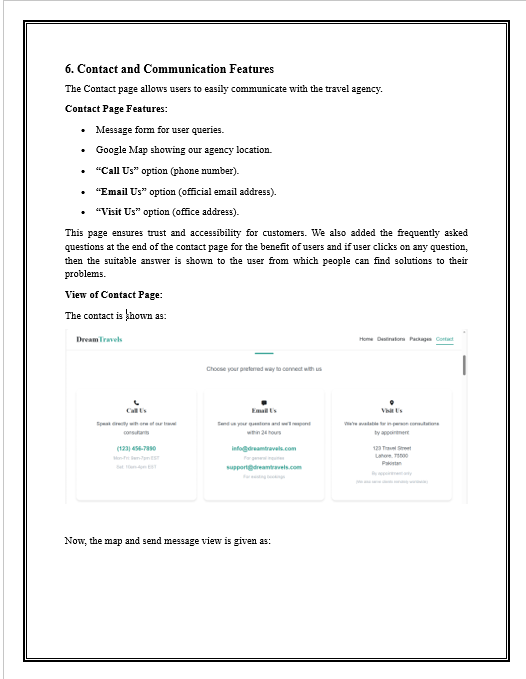 6. Contact and Communication Features
The Contact page allows users to easily communicate with the travel agency.
Contact Page Features:
• Message form for user queries.
• Google Map showing our agency location.
• “Call Us” option (phone number).
• “Email Us” option (official email address).
• “Visit Us” option (office address).
This page ensures trust and accessibility for customers. We also added the frequently asked
questions at the end of the contact page for the benefit of users and if user clicks on any question,
then the suitable answer is shown to the user from which people can find solutions to their
problems.
View of Contact Page:
The contact is shown as:
DreamTravels Home Destinations Packages Contact
Choose your preferred way to connect with us
Call Us
Speak directly with one of our travel
consultants
(123) 456-7890
Mon-Fri: 9am-7pm EST
Sat: 10am-4pm EST
Email Us
Send us your questions and we'll respond
within 24 hours
info@dreamtravels.com
For general inquiries
support@dreamtravels.com
For existing bookings
Visit Us
We're available for in-person consultations
by appointment
123 Travel Street
Lahore, 75500
Pakistan
By appointment only
Now, the map and send message view is given as: